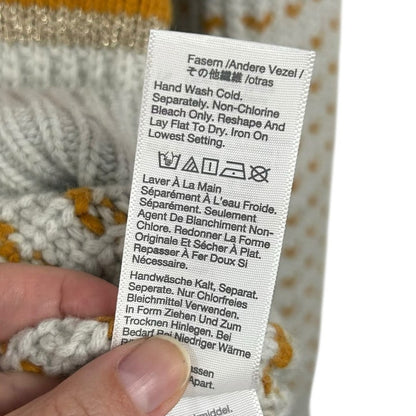 Fasern /Andere Vezel /
その他繊維 /otras
Hand Wash Cold.
Separately. Non-Chlorine
Bleach Only. Reshape And
Lay Flat To Dry. Iron On
Lowest Setting.
Laver À La Main
Séparément À L'eau Froide.
Séparément. Seulement
Agent De Blanchiment Non-
Chlore. Redonner La Forme
Originale Et Sécher À Plat.
Repasser À Fer Doux Si
Nécessaire.
Handwäsche Kalt, Separat.
Seperate. Nur Chlorfreies
Bleichmittel Verwenden.
In Form Ziehen Und Zum
Trocknen Hinlegen. Bei
Bedarf Bei Niedriger Wärme
Apart.